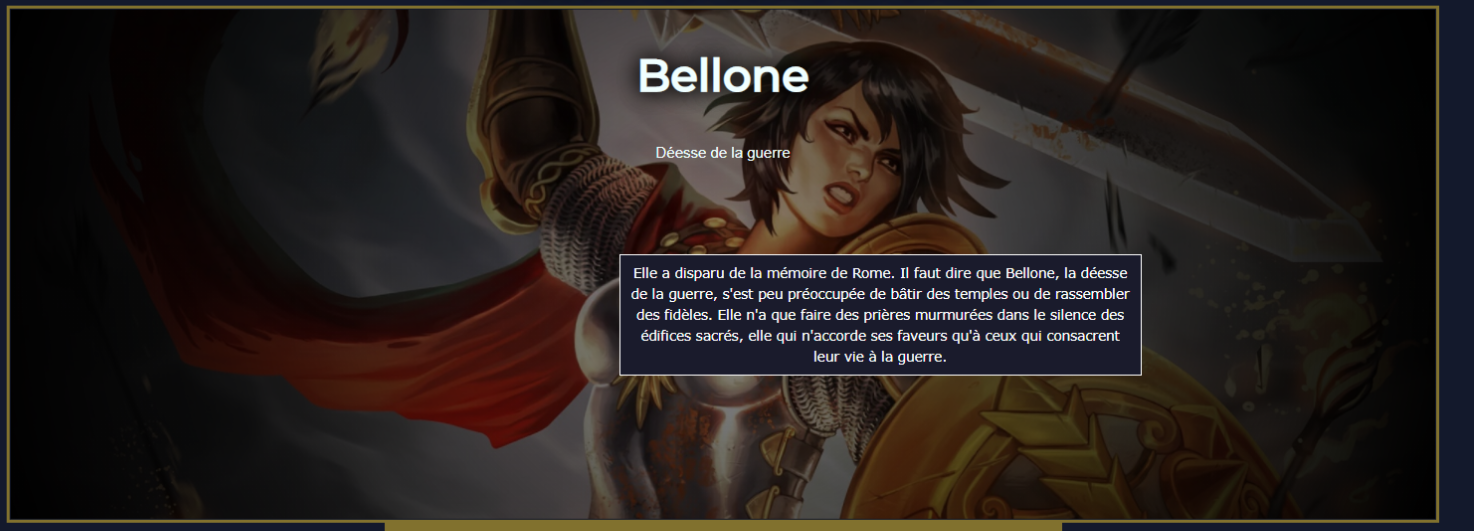 Bellone
Déesse de la guerre
Elle a disparu de la mémoire de Rome. Il faut dire que Bellone, la déesse
de la guerre, s'est peu préoccupée de bâtir des temples ou de rassembler
des fidèles. Elle n'a que faire des prières murmurées dans le silence des
édifices sacrés, elle qui n'accorde ses faveurs qu'à ceux qui consacrent
leur vie à la guerre.